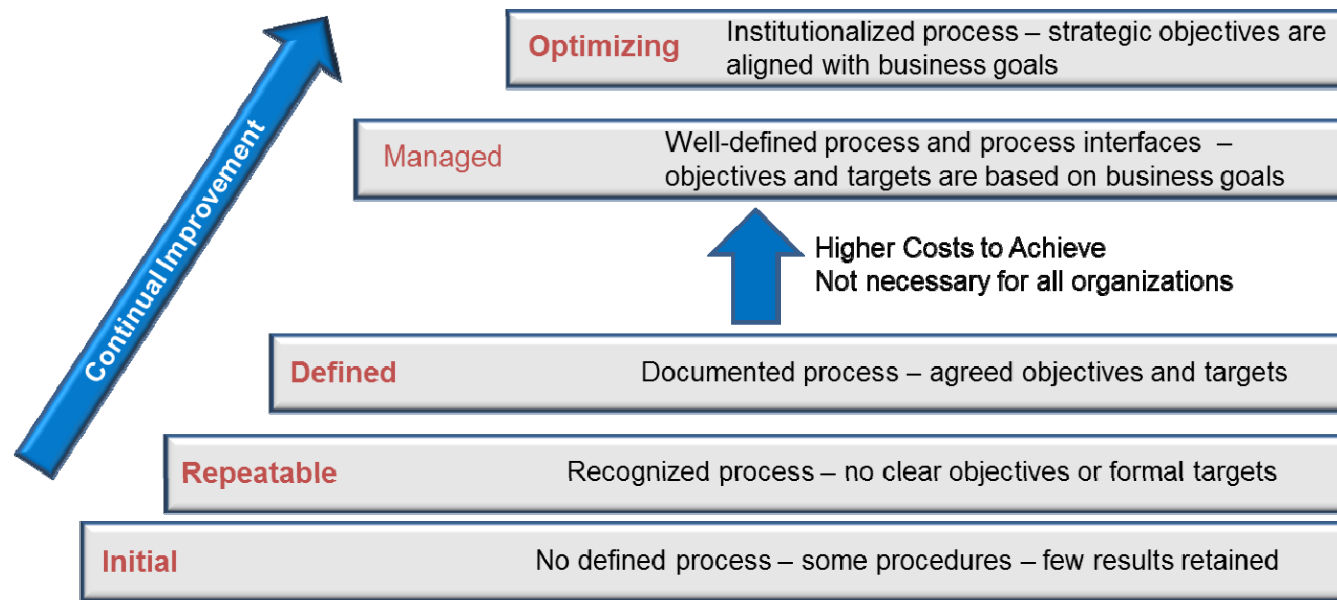 Optimizing
Institutionalized process – strategic objectives are
aligned with business goals
Continual Improvement
Managed
Well-defined process and process interfaces –
objectives and targets are based on business goals
Higher Costs to Achieve
Not necessary for all organizations
Defined
Documented process – agreed objectives and targets
Repeatable
Recognized process – no clear objectives or formal targets
Initial
No defined process – some procedures – few results retained